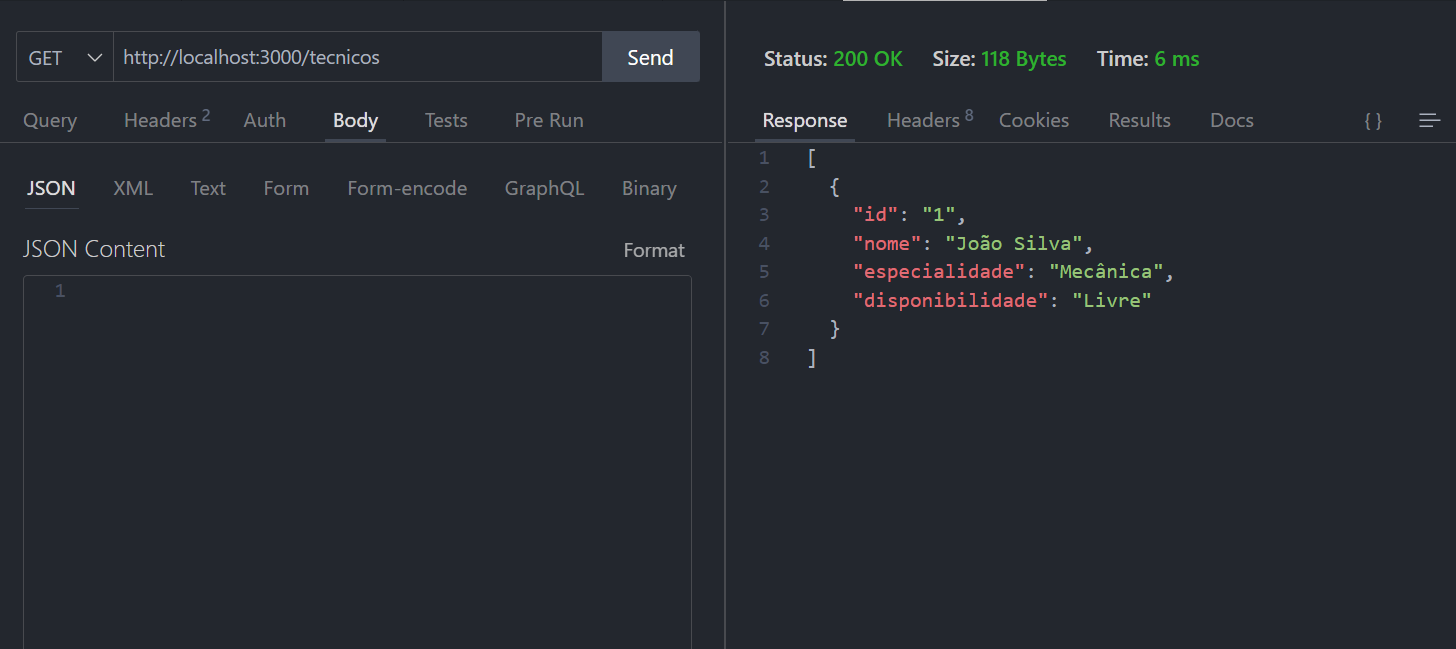 GET http://localhost:3000/tecnicos Send
Query Headers 2 Auth Body Tests Pre Run
JSON XML Text Form Form-encode GraphQL Binary
JSON Content Format
1
Status: 200 OK Size: 118 Bytes Time: 6 ms
Response Headers 8 Cookies Results Docs { }
1 [
2 {
3 "id": "1",
4 "nome": "João Silva",
5 "especialidade": "Mecânica",
6 "disponibilidade": "Livre"
7 }
8 ]